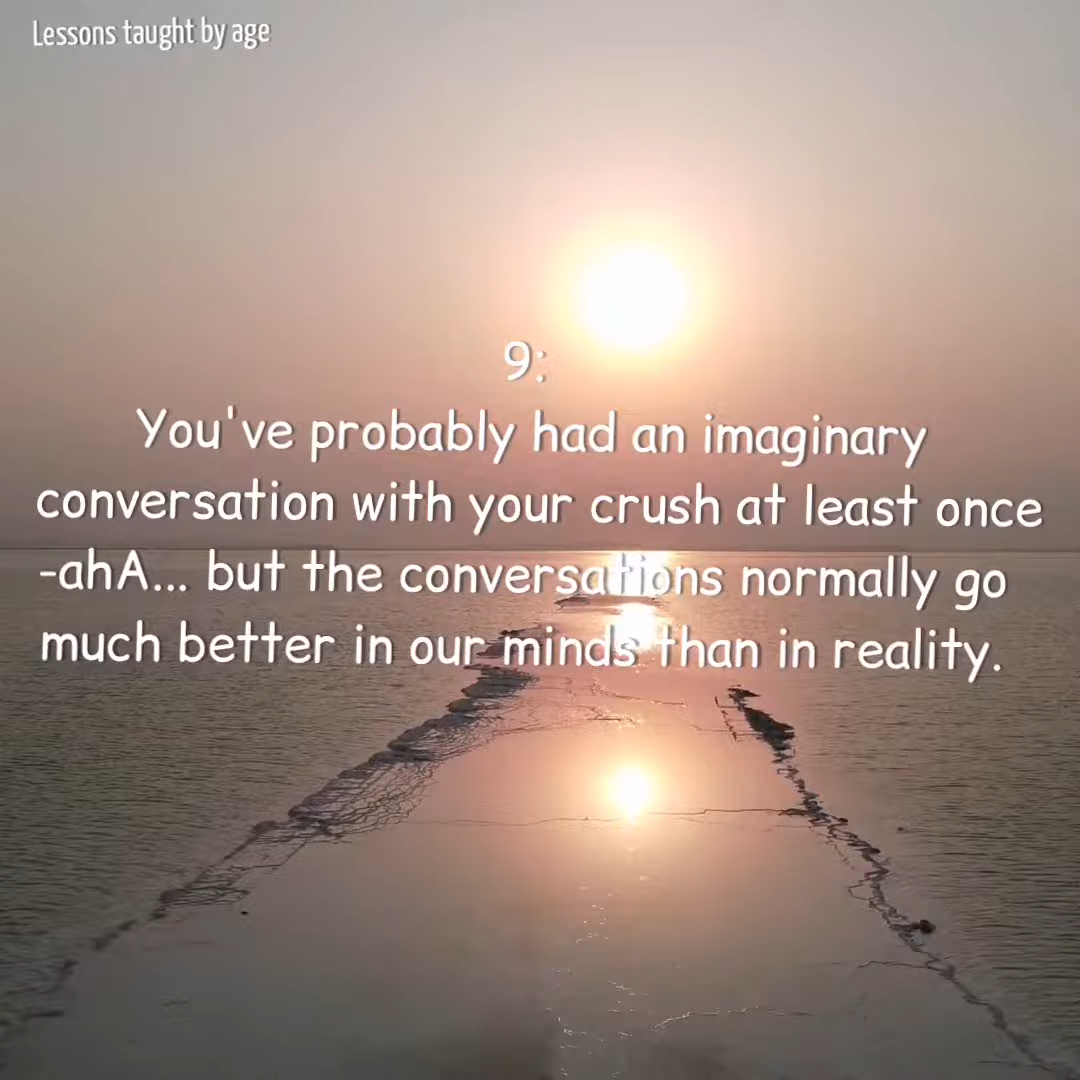 Lessons taught by age
9:
You've probably had an imaginary
conversation with your crush at least once
-ahA... but the conversations normally go
much better in our minds than in reality.